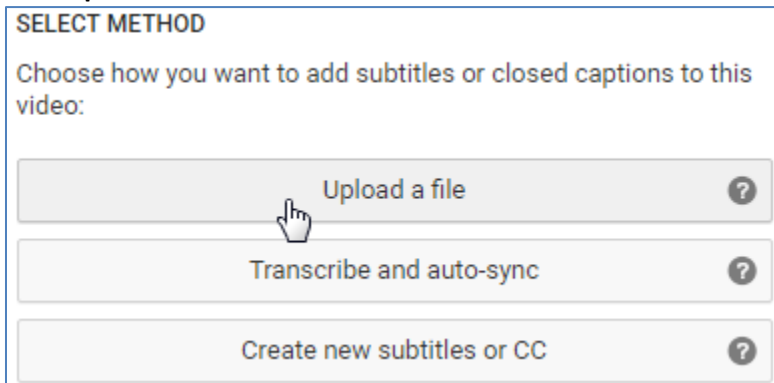 SELECT METHOD
Choose how you want to add subtitles or closed captions to this
video:
Upload a file ?
Transcribe and auto-sync ?
Create new subtitles or CC ?